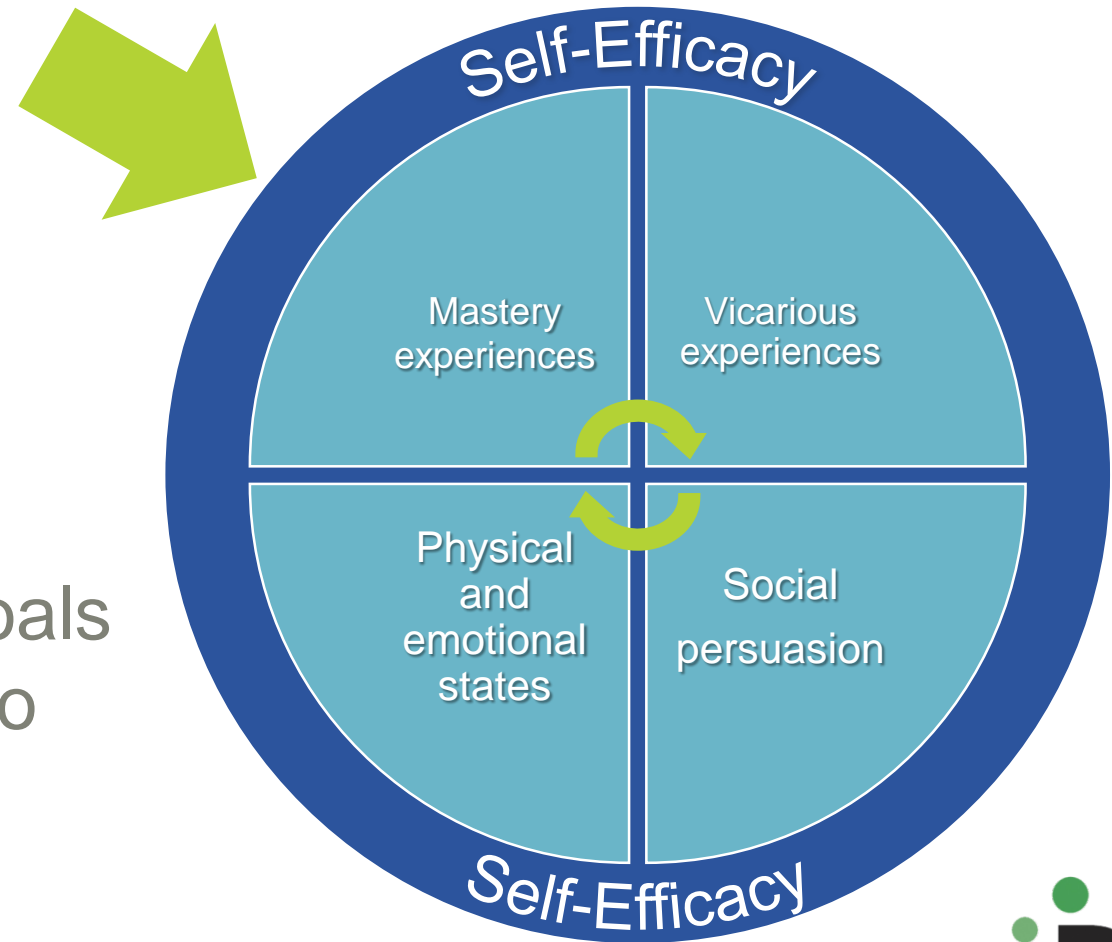 Self-Efficacy
Mastery
experiences
Vicarious
experiences
Physical
and
emotional
states
Social
persuasion
Self-Efficacy